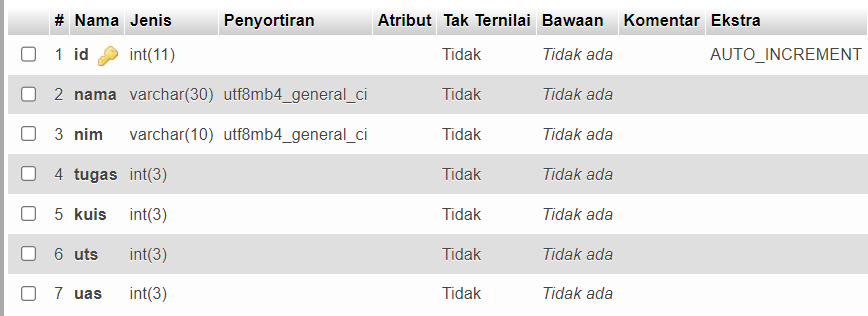 # Nama Jenis Penyortiran Atribut Tak Ternilai Bawaan Komentar Ekstra
1 id int(11) Tidak Tidak ada AUTO_INCREMENT
2 nama varchar(30) utf8mb4_general_ci Tidak Tidak ada
3 nim varchar(10) utf8mb4_general_ci Tidak Tidak ada
4 tugas int(3) Tidak Tidak ada
5 kuis int(3) Tidak Tidak ada
6 uts int(3) Tidak Tidak ada
7 uas int(3) Tidak Tidak ada